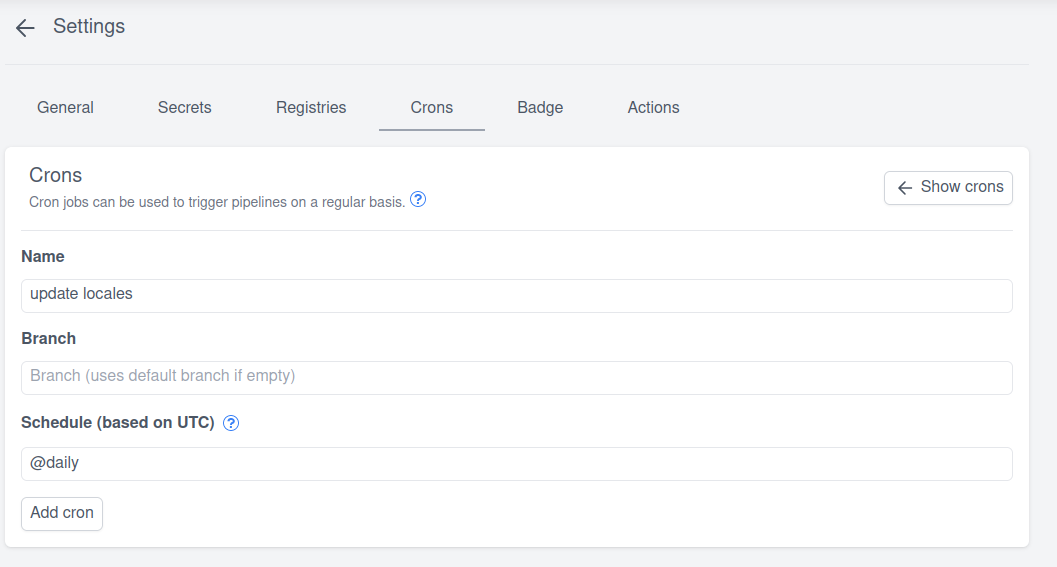 Settings
General Secrets Registries Crons Badge Actions
Crons
Show crons
Cron jobs can be used to trigger pipelines on a regular basis. ?
Name
update locales
Branch
Branch (uses default branch if empty)
Schedule (based on UTC) ?
@daily
Add cron